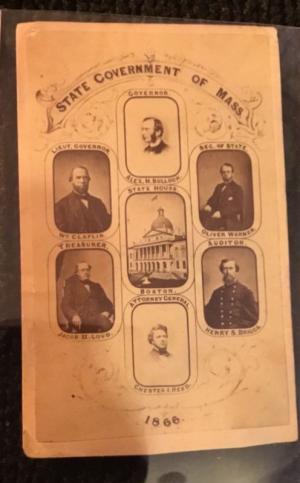 STATE GOVERNMENT OF MASS.
GOVERNOR
ALEX. H. BULLOCK
LIEUT. GOVERNOR
WM CLAFLIN
SEC. OF STATE
OLIVER WARNER
STATE HOUSE
BOSTON.
TREASURER
JACOB H. LOUD
AUDITOR
HENRY S. BRIGGS
ATTORNEY GENERAL
CHESTER I. REED.
1866.